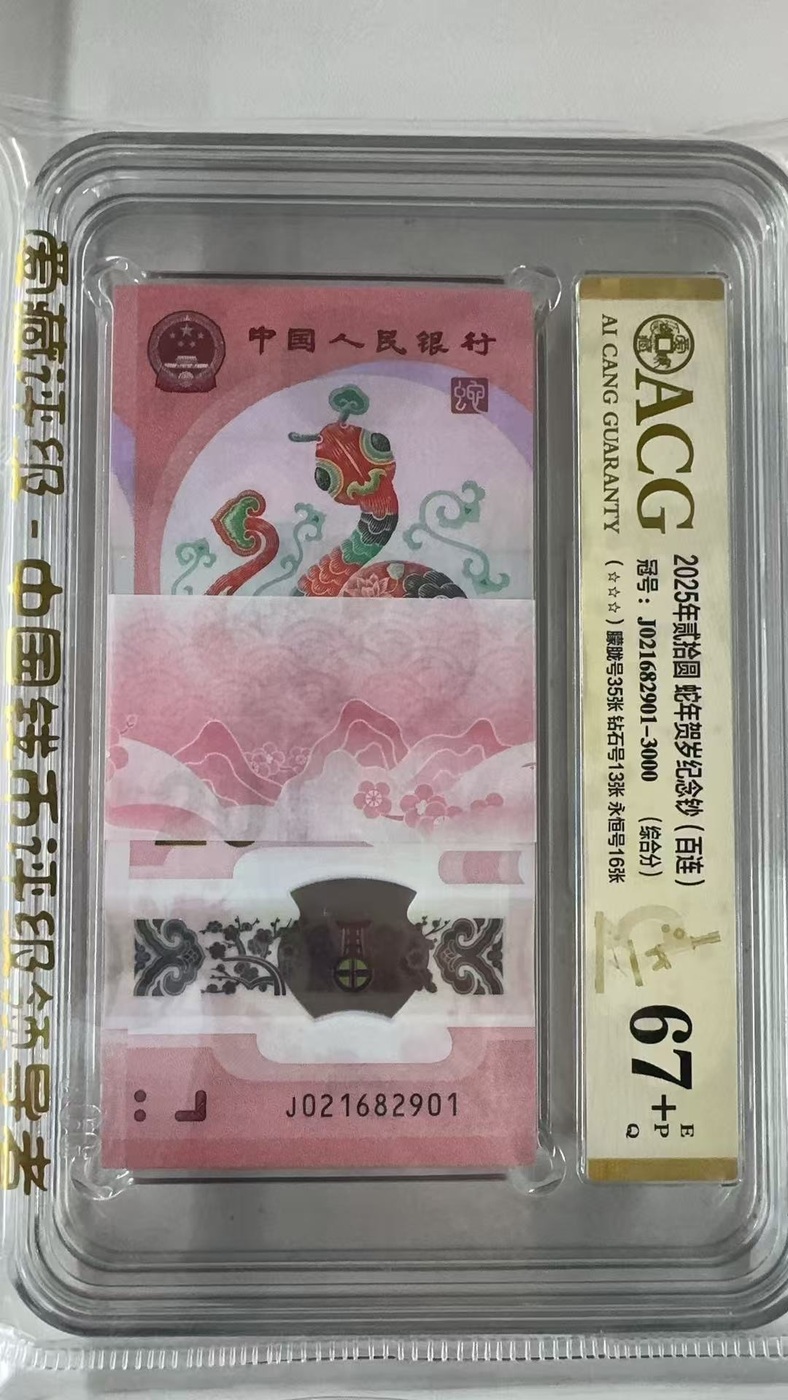 中国人民银行
蛇
J021682901
ACG
AI CANG GUARANTY
2025年贰拾圆 蛇年贺岁纪念钞（百连）
冠号：J021682901-3000 （综合分）
（☆☆☆）朦胧号35张 钻石号13张 永恒号16张
67+
E
P
Q
爱藏评级 - 中国钱币评级领导者